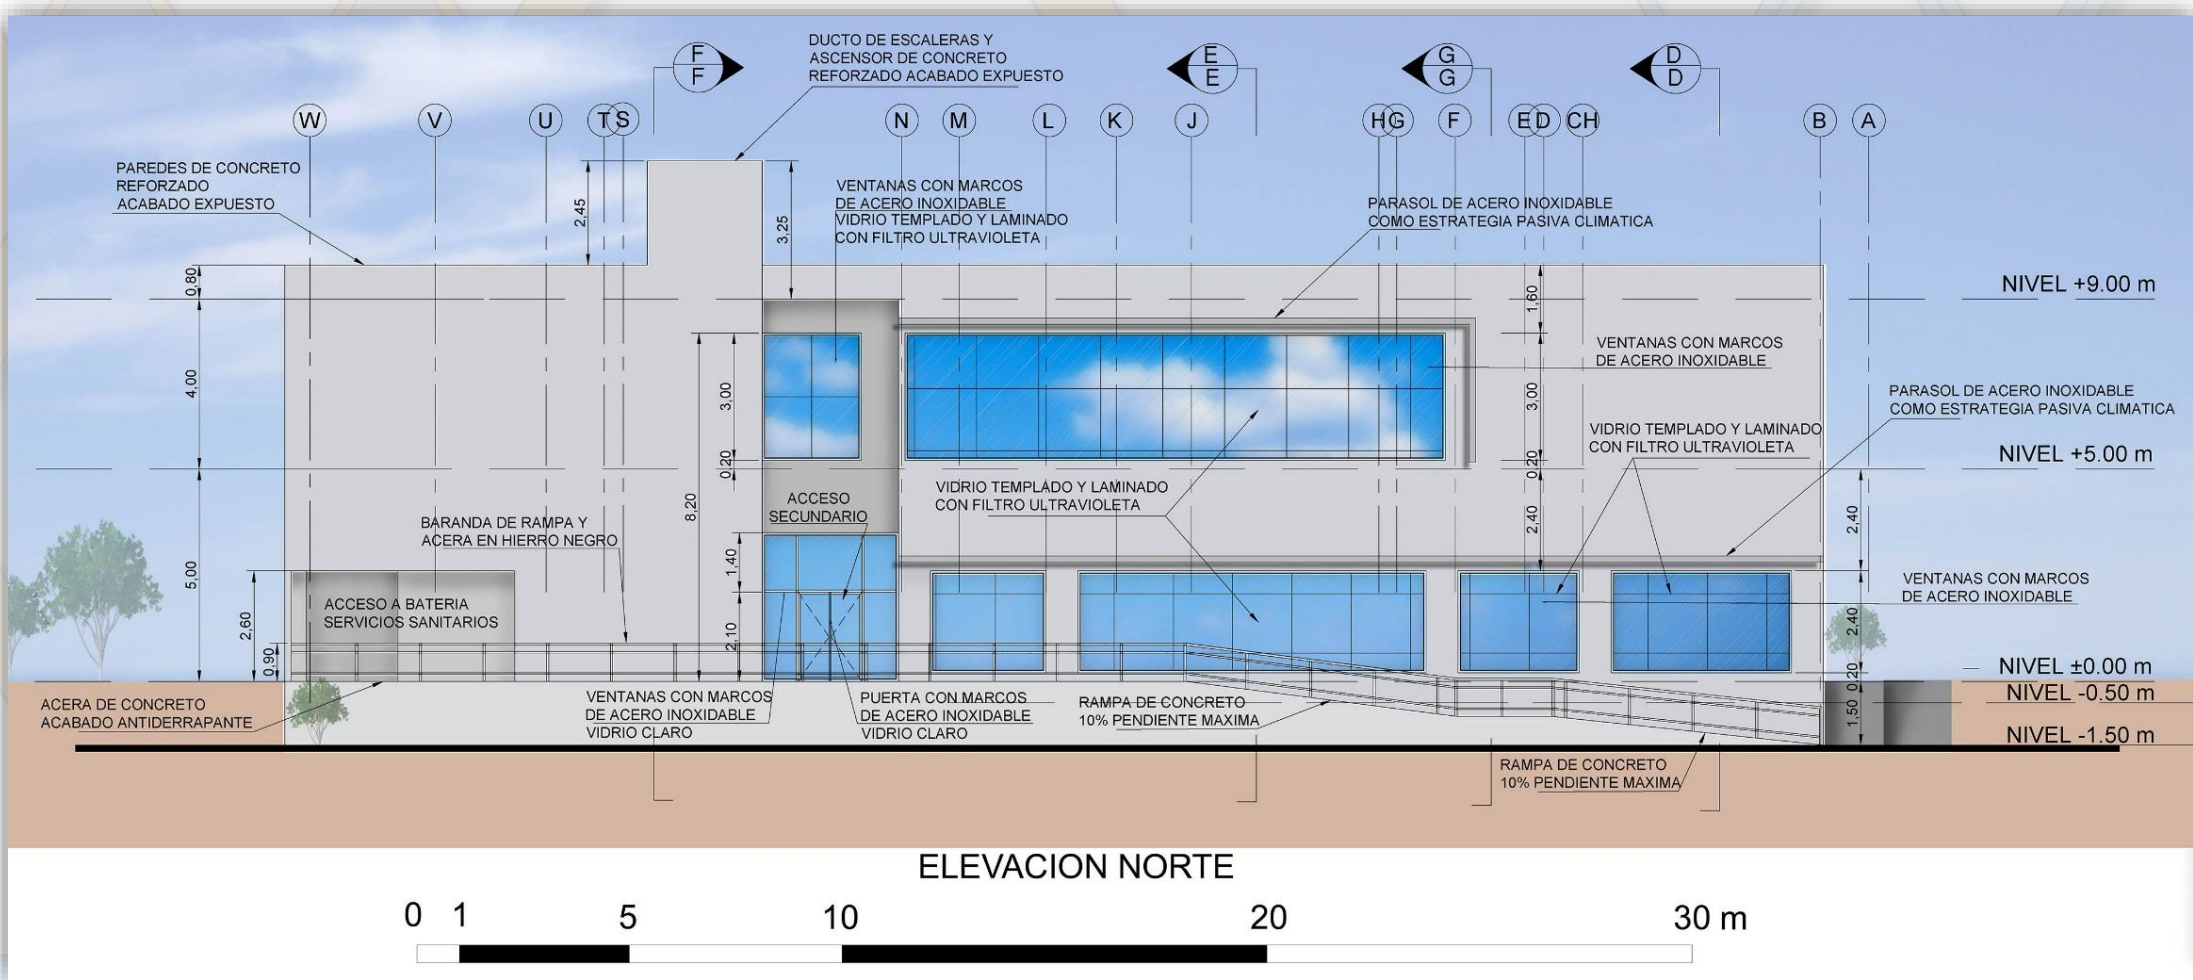 DUCTO DE ESCALERAS Y
ASCENSOR DE CONCRETO
REFORZADO ACABADO EXPUESTO
F
F
E
E
G
G
D
D
W
V
U
T
S
N
M
L
K
J
H
G
F
E
D
CH
B
A
PAREDES DE CONCRETO
REFORZADO
ACABADO EXPUESTO
2,45
3,25
VENTANAS CON MARCOS
DE ACERO INOXIDABLE
VIDRIO TEMPLADO Y LAMINADO
CON FILTRO ULTRAVIOLETA
PARASOL DE ACERO INOXIDABLE
COMO ESTRATEGIA PASIVA CLIMATICA
0,80
1,60
NIVEL +9.00 m
VENTANAS CON MARCOS
DE ACERO INOXIDABLE
4,00
3,00
3,00
PARASOL DE ACERO INOXIDABLE
COMO ESTRATEGIA PASIVA CLIMATICA
VIDRIO TEMPLADO Y LAMINADO
CON FILTRO ULTRAVIOLETA
NIVEL +5.00 m
0,20
0,20
8,20
VIDRIO TEMPLADO Y LAMINADO
CON FILTRO ULTRAVIOLETA
ACCESO
SECUNDARIO
2,40
2,40
BARANDA DE RAMPA Y
ACERA EN HIERRO NEGRO
5,00
1,40
VENTANAS CON MARCOS
DE ACERO INOXIDABLE
ACCESO A BATERIA
SERVICIOS SANITARIOS
2,60
2,10
2,40
0,90
0,20
NIVEL ±0.00 m
NIVEL -0.50 m
1,50
NIVEL -1.50 m
ACERA DE CONCRETO
ACABADO ANTIDERRAPANTE
VENTANAS CON MARCOS
DE ACERO INOXIDABLE
VIDRIO CLARO
PUERTA CON MARCOS
DE ACERO INOXIDABLE
VIDRIO CLARO
RAMPA DE CONCRETO
10% PENDIENTE MAXIMA
RAMPA DE CONCRETO
10% PENDIENTE MAXIMA
ELEVACION NORTE
0 1 5 10 20 30 m